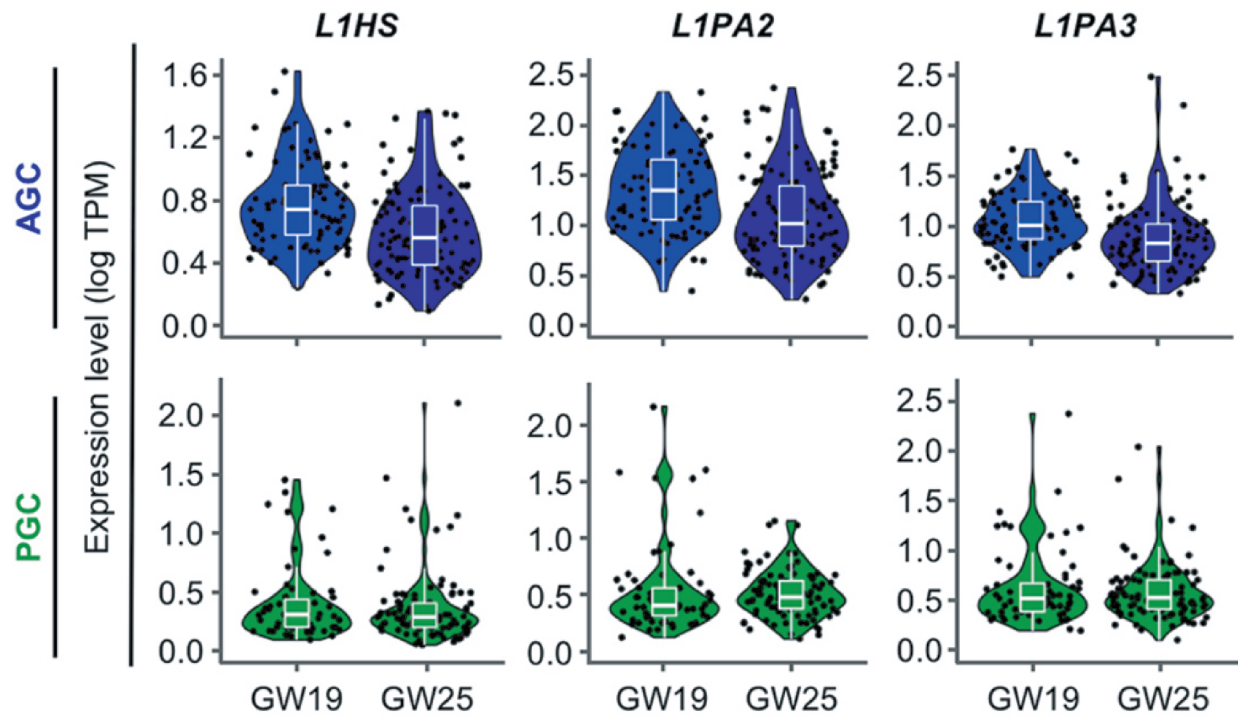 L1HS L1PA2 L1PA3
AGC
PGC
Expression level (log TPM)
1.6 2.5 2.5
1.2 2.0 2.0
0.8 1.5 1.5
0.4 1.0 1.0
0.0 0.5 0.5
0.0 0.0
2.0 2.0 2.5
1.5 1.5 2.0
1.0 1.0 1.5
0.5 0.5 1.0
0.0 0.0 0.5
0.0
GW19 GW25 GW19 GW25 GW19 GW25